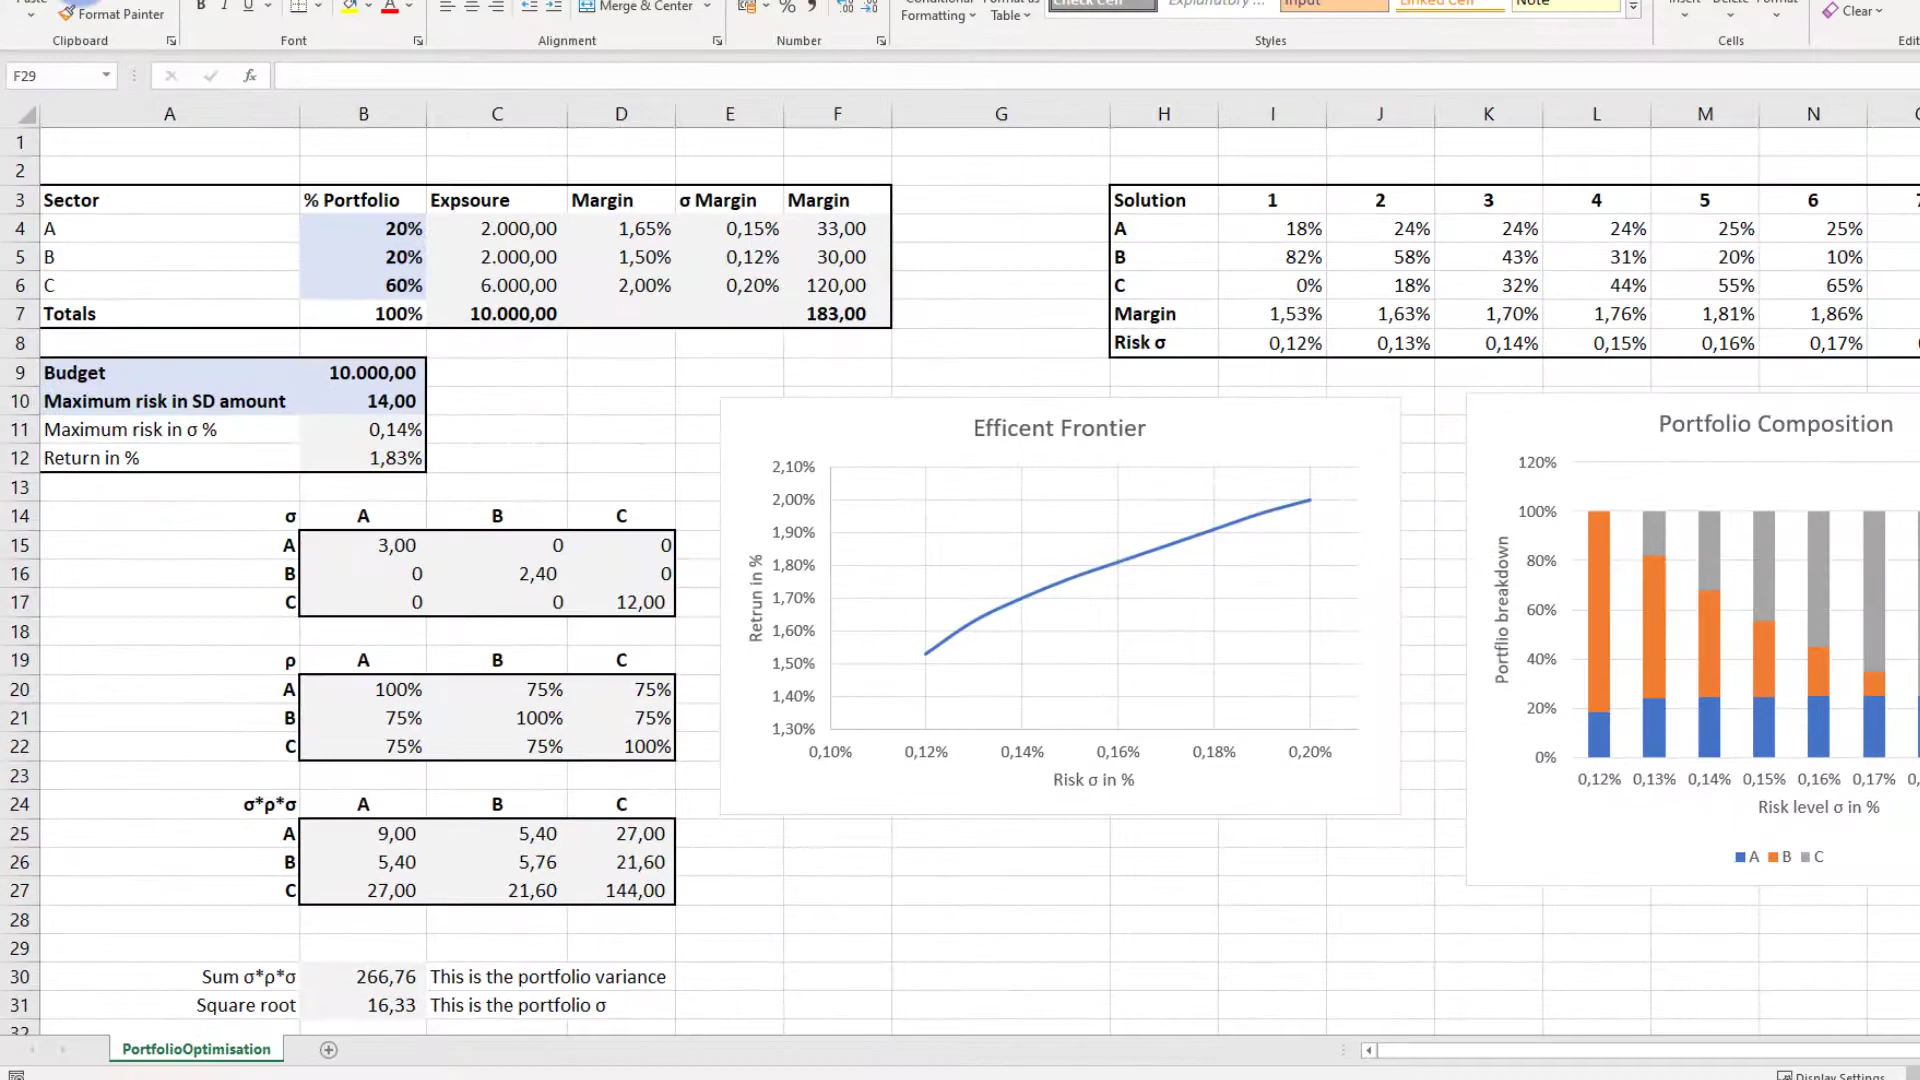 Paste Format Painter B I U A Merge & Center % Conditional Format as Check Cell Explanatory ... Input Linked Cell Note Insert Delete Format Clear
Formatting Table
Clipboard Font Alignment Number Styles Cells Edit
F29 fx
A B C D E F G H I J K L M N
1
2
3 Sector % Portfolio Expsoure Margin σ Margin Margin Solution 1 2 3 4 5 6 7
4 A 20% 2.000,00 1,65% 0,15% 33,00 A 18% 24% 24% 24% 25% 25%
5 B 20% 2.000,00 1,50% 0,12% 30,00 B 82% 58% 43% 31% 20% 10%
6 C 60% 6.000,00 2,00% 0,20% 120,00 C 0% 18% 32% 44% 55% 65%
7 Totals 100% 10.000,00 183,00 Margin 1,53% 1,63% 1,70% 1,76% 1,81% 1,86%
8 Risk σ 0,12% 0,13% 0,14% 0,15% 0,16% 0,17% 0
9 Budget 10.000,00
10 Maximum risk in SD amount 14,00
11 Maximum risk in σ % 0,14%
12 Return in % 1,83%
13
14 σ A B C
15 A 3,00 0 0
16 B 0 2,40 0
17 C 0 0 12,00
18
19 ρ A B C
20 A 100% 75% 75%
21 B 75% 100% 75%
22 C 75% 75% 100%
23
24 σ*ρ*σ A B C
25 A 9,00 5,40 27,00
26 B 5,40 5,76 21,60
27 C 27,00 21,60 144,00
28
29
30 Sum σ*ρ*σ 266,76 This is the portfolio variance
31 Square root 16,33 This is the portfolio σ
32
Efficent Frontier
Retrun in %
2,10%
2,00%
1,90%
1,80%
1,70%
1,60%
1,50%
1,40%
1,30%
0,10% 0,12% 0,14% 0,16% 0,18% 0,20%
Risk σ in %
Portfolio Composition
Portflio breakdown
120%
100%
80%
60%
40%
20%
0%
0,12% 0,13% 0,14% 0,15% 0,16% 0,17% 0,
Risk level σ in %
A B C
PortfolioOptimisation
Display Settings